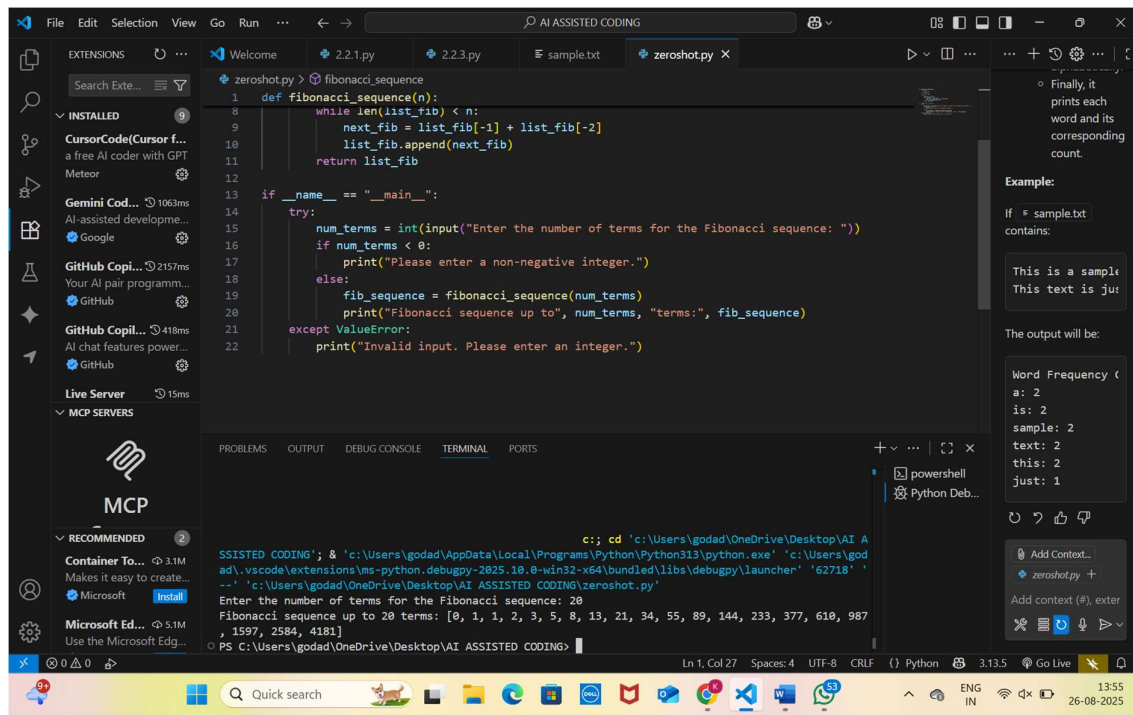 File Edit Selection View Go Run ··· AI ASSISTED CODING
EXTENSIONS
Search Exte...
INSTALLED 9
CursorCode(Cursor f...
a free AI coder with GPT
Meteor
Gemini Cod... 1063ms
AI-assisted developme...
Google
GitHub Copi... 2157ms
Your AI pair programm...
GitHub
GitHub Copil... 418ms
AI chat features power...
GitHub
Live Server 15ms
MCP SERVERS
MCP
RECOMMENDED 2
Container To... 3.1M
Makes it easy to create...
Microsoft Install
Microsoft Ed... 5.1M
Use the Microsoft Edg...
Welcome 2.2.1.py 2.2.3.py sample.txt zeroshot.py
zeroshot.py > fibonacci_sequence
1 def fibonacci_sequence(n):
8 while len(list_fib) < n:
9 next_fib = list_fib[-1] + list_fib[-2]
10 list_fib.append(next_fib)
11 return list_fib
12
13 if __name__ == "__main__":
14 try:
15 num_terms = int(input("Enter the number of terms for the Fibonacci sequence: "))
16 if num_terms < 0:
17 print("Please enter a non-negative integer.")
18 else:
19 fib_sequence = fibonacci_sequence(num_terms)
20 print("Fibonacci sequence up to", num_terms, "terms:", fib_sequence)
21 except ValueError:
22 print("Invalid input. Please enter an integer.")
PROBLEMS OUTPUT DEBUG CONSOLE TERMINAL PORTS
powershell
Python Deb...
c:; cd 'c:\Users\godad\OneDrive\Desktop\AI A
SSISTED CODING'; & 'c:\Users\godad\AppData\Local\Programs\Python\Python313\python.exe' 'c:\Users\god
ad\.vscode\extensions\ms-python.debugpy-2025.10.0-win32-x64\bundled\libs\debugpy\launcher' '62718' '
--' 'c:\Users\godad\OneDrive\Desktop\AI ASSISTED CODING\zeroshot.py'
Enter the number of terms for the Fibonacci sequence: 20
Fibonacci sequence up to 20 terms: [0, 1, 1, 2, 3, 5, 8, 13, 21, 34, 55, 89, 144, 233, 377, 610, 987
, 1597, 2584, 4181]
PS C:\Users\godad\OneDrive\Desktop\AI ASSISTED CODING>
Finally, it
prints each
word and its
corresponding
count.
Example:
If sample.txt
contains:
This is a sample
This text is jus
The output will be:
Word Frequency C
a: 2
is: 2
sample: 2
text: 2
this: 2
just: 1
Add Context...
zeroshot.py +
Add context (#), exter
0 0 0 Ln 1, Col 27 Spaces: 4 UTF-8 CRLF {} Python 3.13.5 Go Live
9+ Quick search DELL K 53 ENG
IN
13:55
26-08-2025